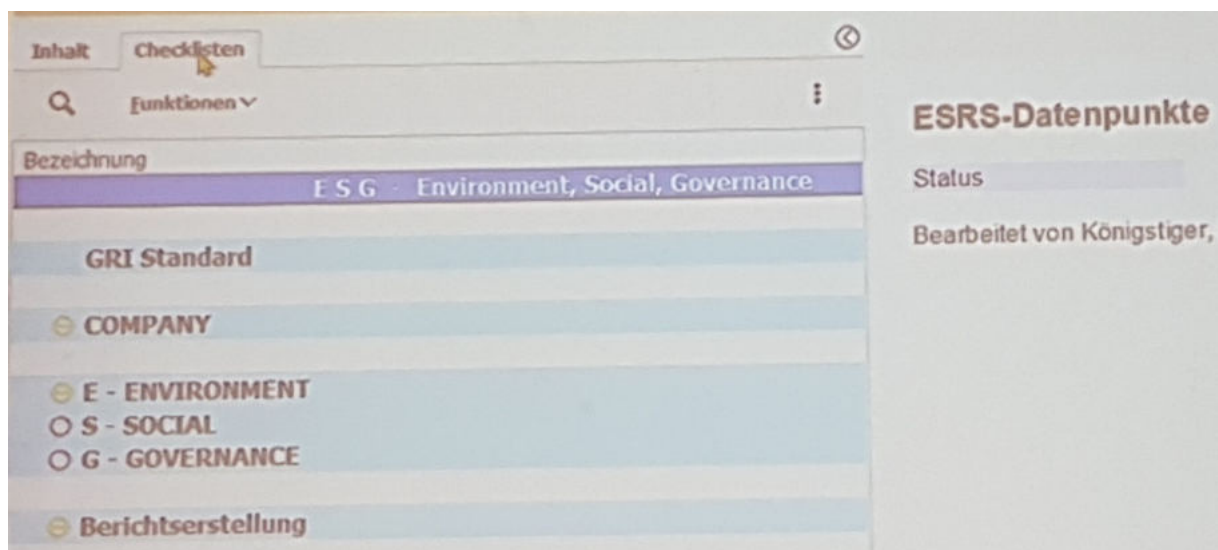 Inhalt Checklisten
Funktionen
Bezeichnung
E S G - Environment, Social, Governance
GRI Standard
COMPANY
E - ENVIRONMENT
S - SOCIAL
G - GOVERNANCE
Berichtserstellung
ESRS-Datenpunkte
Status
Bearbeitet von Königstiger,